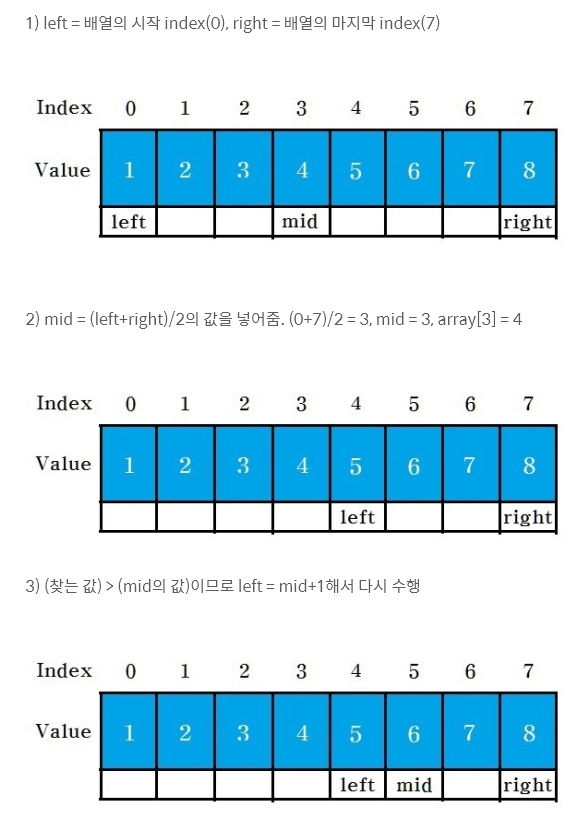 1) left = 배열의 시작 index(0), right = 배열의 마지막 index(7)
Index 0 1 2 3 4 5 6 7
Value 1 2 3 4 5 6 7 8
left mid right
2) mid = (left+right)/2의 값을 넣어줌. (0+7)/2 = 3, mid = 3, array[3] = 4
Index 0 1 2 3 4 5 6 7
Value 1 2 3 4 5 6 7 8
left right
3) (찾는 값) > (mid의 값)이므로 left = mid+1해서 다시 수행
Index 0 1 2 3 4 5 6 7
Value 1 2 3 4 5 6 7 8
left mid right